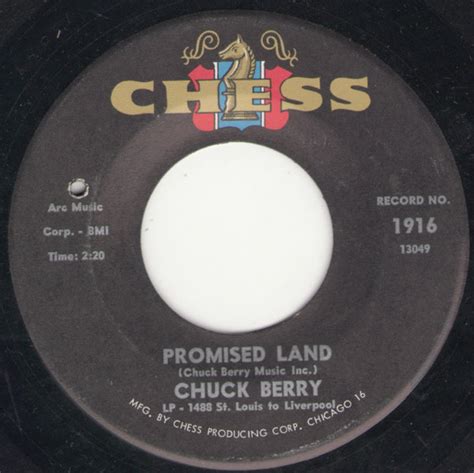 CHESS
Arc Music
Corp. - BMI
Time: 2:20
RECORD NO.
1916
13049
PROMISED LAND
(Chuck Berry Music Inc.)
CHUCK BERRY
LP - 1488 St. Louis to Liverpool
MFG. BY CHESS PRODUCING CORP. CHICAGO 16